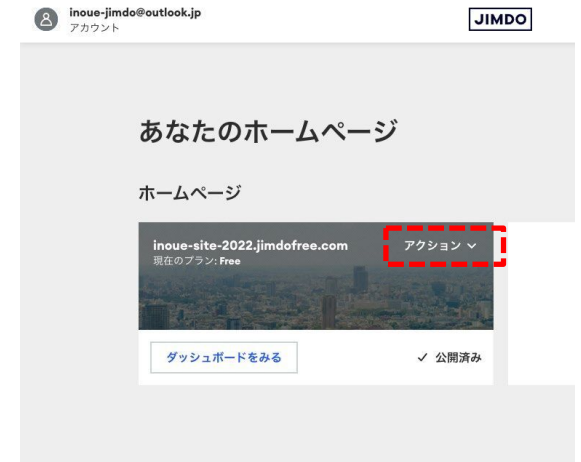 inoue-jimdo@outlook.jp
アカウント
JIMDO
あなたのホームページ
ホームページ
inoue-site-2022.jimdofree.com
アクション
現在のプラン: Free
ダッシュボードをみる
公開済み